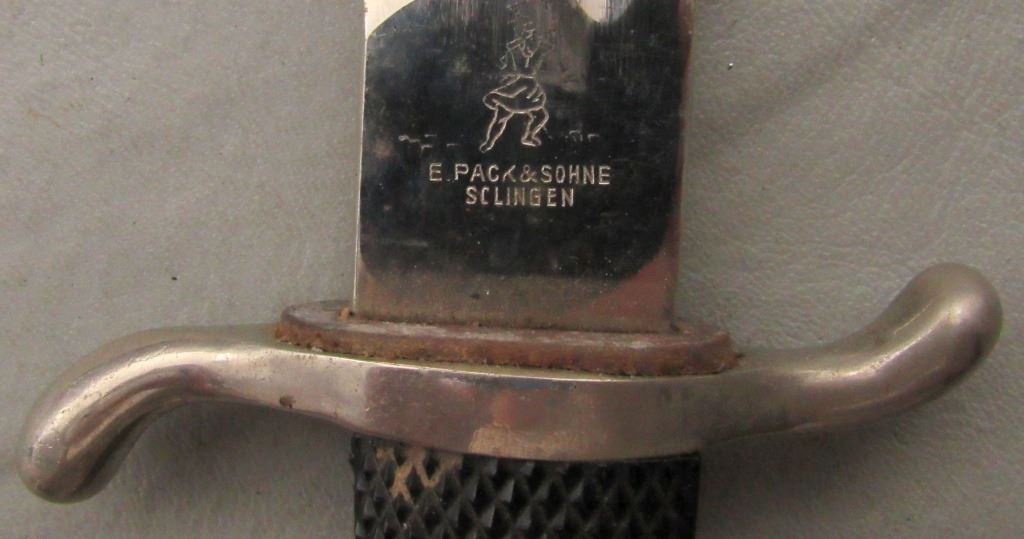 E. PACK & SOHNE
SOLINGEN